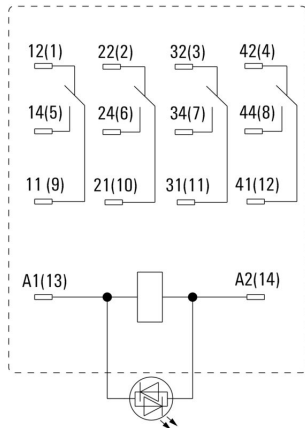 12(1) 22(2) 32(3) 42(4)
14(5) 24(6) 34(7) 44(8)
11 (9) 21(10) 31(11) 41(12)
A1(13) A2(14)